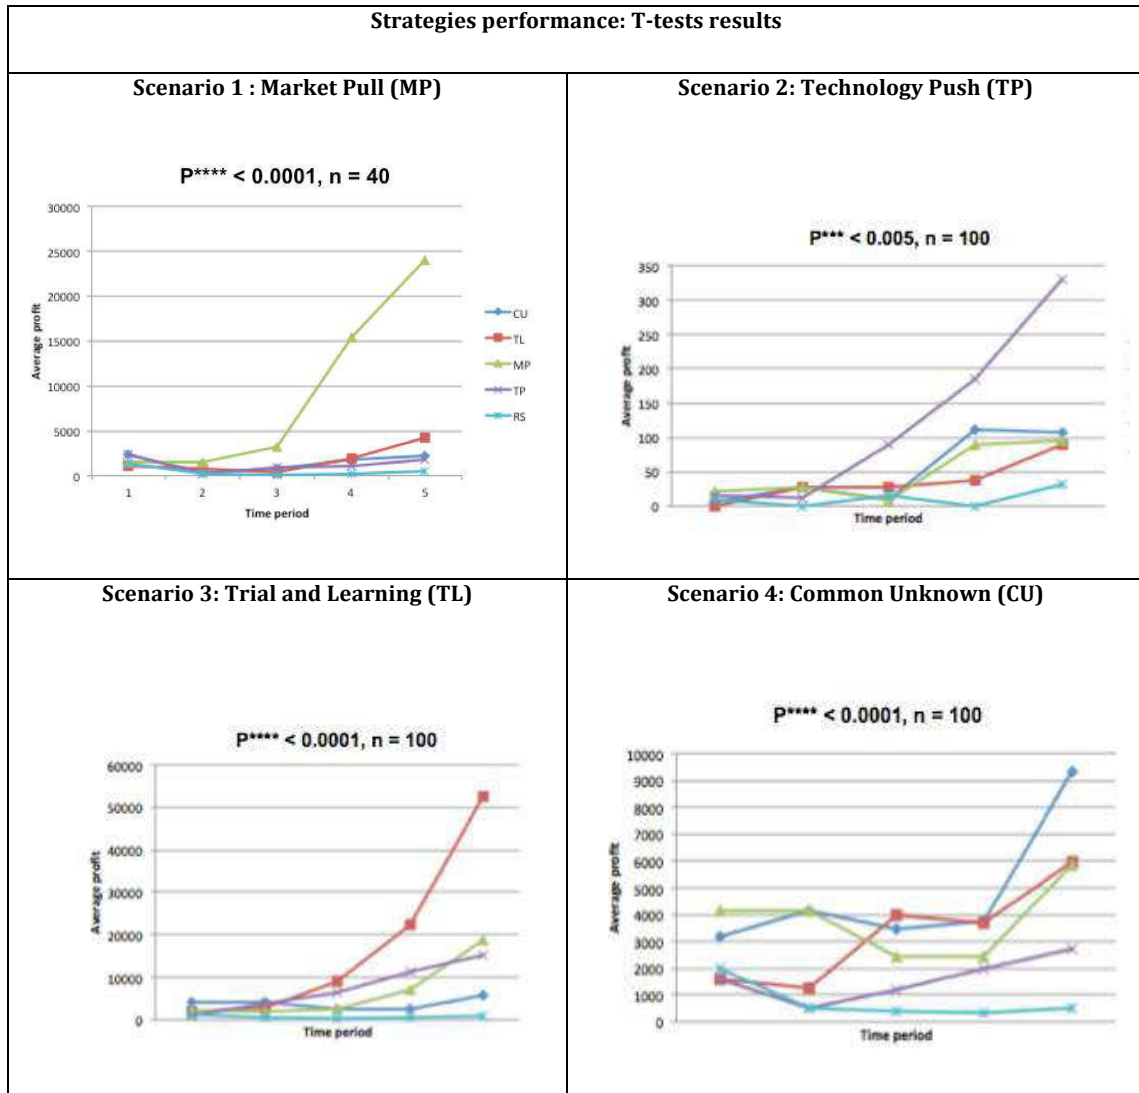 Strategies performance: T-tests results
Scenario 1 : Market Pull (MP)
P**** < 0.0001, n = 40
30000
25000
20000
15000
10000
5000
0
Average profit
1 2 3 4 5
Time period
CU
TL
MP
TP
RS
Scenario 2: Technology Push (TP)
P*** < 0.005, n = 100
350
300
250
200
150
100
50
0
Average profit
Time period
Scenario 3: Trial and Learning (TL)
P**** < 0.0001, n = 100
60000
50000
40000
30000
20000
10000
0
Average profit
Time period
Scenario 4: Common Unknown (CU)
P**** < 0.0001, n = 100
10000
9000
8000
7000
6000
5000
4000
3000
2000
1000
0
Average profit
Time period